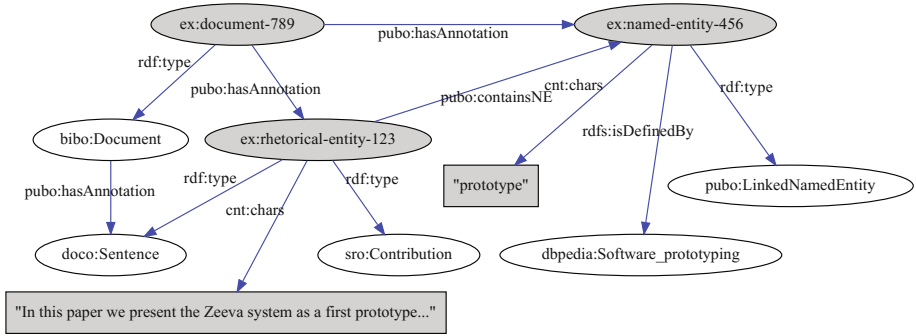 ex:document-789
ex:named-entity-456
pubo:hasAnnotation
rdf:type
pubo:hasAnnotation
cnt:chars
rdf:type
pubo:containsNE
bibo:Document
ex:rhetorical-entity-123
rdfs:isDefinedBy
pubo:hasAnnotation
rdf:type
rdf:type
cnt:chars
"prototype"
pubo:LinkedNamedEntity
doco:Sentence
sro:Contribution
dbpedia:Software_prototyping
"In this paper we present the Zeeva system as a first prototype..."